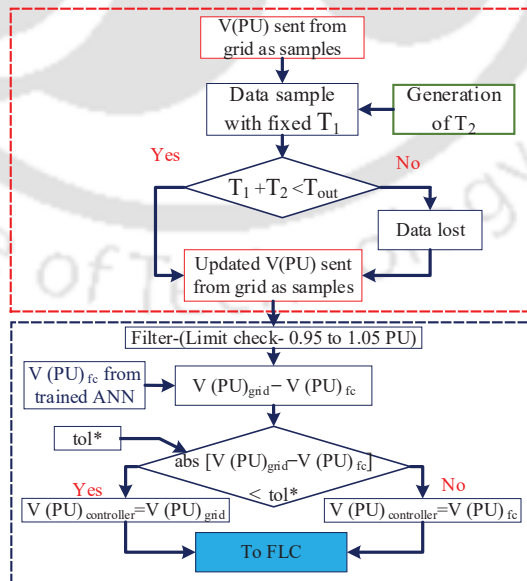 V(PU) sent from
grid as samples
Data sample
with fixed T₁
Generation
of T₂
Yes
No
T₁ +T₂ <T_out
Data lost
Updated V(PU) sent
from grid as samples
of Technology
Filter-(Limit check- 0.95 to 1.05 PU)
V (PU) fc from
trained ANN
V (PU)grid− V (PU) fc
tol*
abs [V (PU)grid−V (PU) fc]
< tol*
Yes
No
V (PU) controller=V (PU) grid
V (PU) controller=V (PU) fc
To FLC